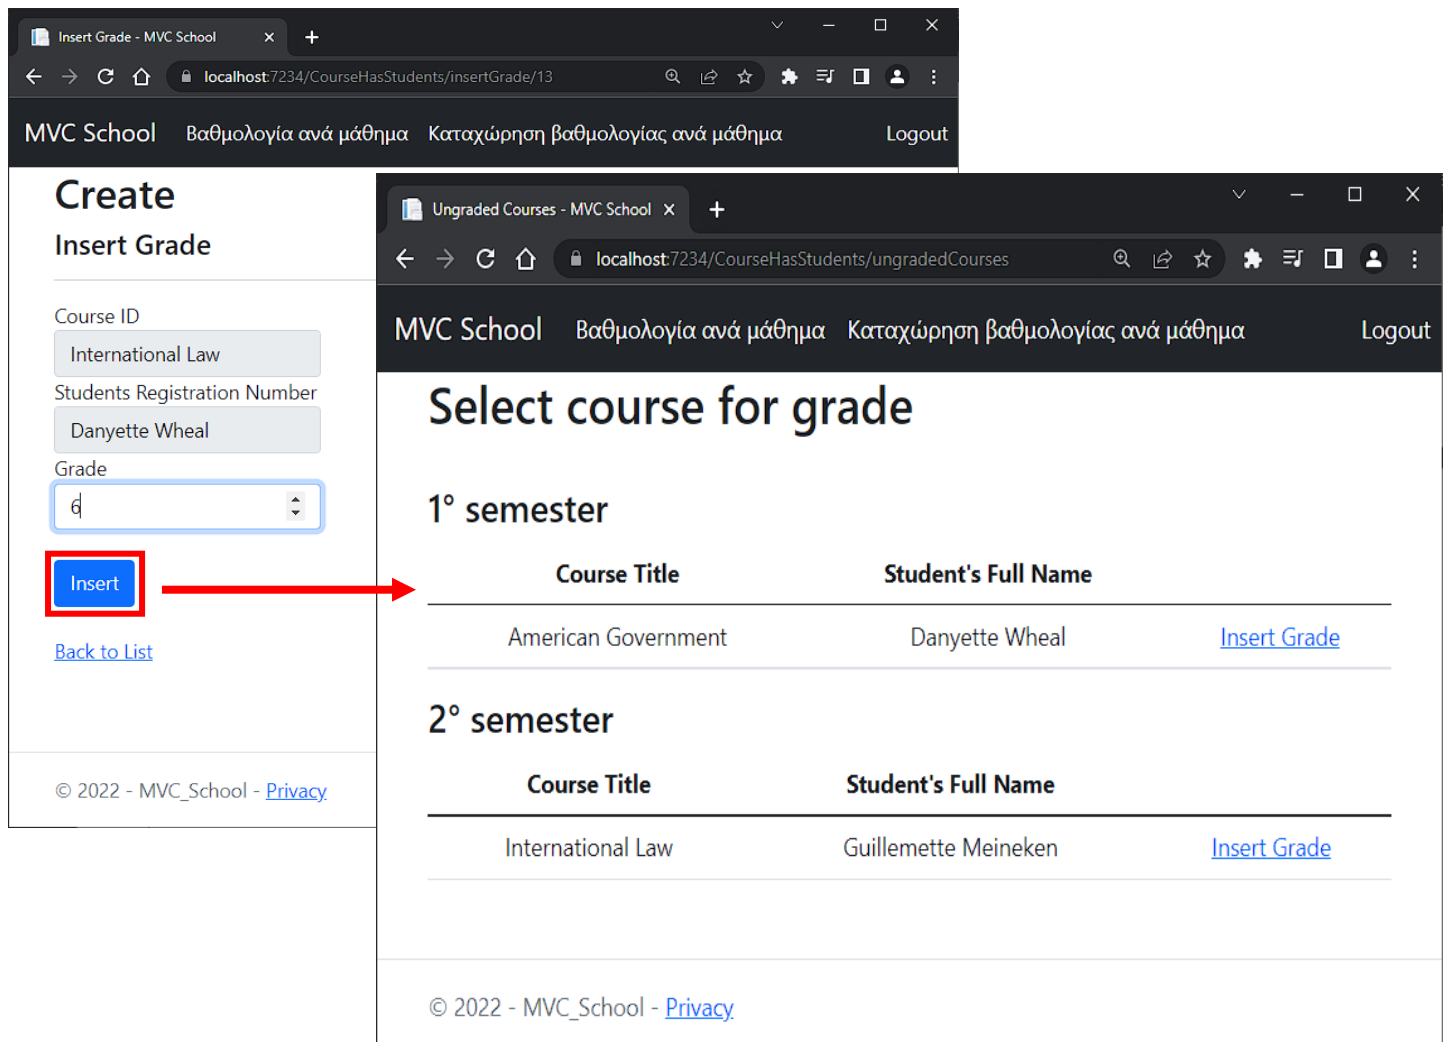 Insert Grade - MVC School
localhost:7234/CourseHasStudents/insertGrade/13
MVC School Βαθμολογία ανά μάθημα Καταχώρηση βαθμολογίας ανά μάθημα Logout
Create
Insert Grade
Course ID
International Law
Students Registration Number
Danyette Wheal
Grade
6
Insert
Back to List
© 2022 - MVC_School - Privacy
Ungraded Courses - MVC School
localhost:7234/CourseHasStudents/ungradedCourses
MVC School Βαθμολογία ανά μάθημα Καταχώρηση βαθμολογίας ανά μάθημα Logout
Select course for grade
1° semester
Course Title Student's Full Name
American Government Danyette Wheal Insert Grade
2° semester
Course Title Student's Full Name
International Law Guillemette Meineken Insert Grade
© 2022 - MVC_School - Privacy